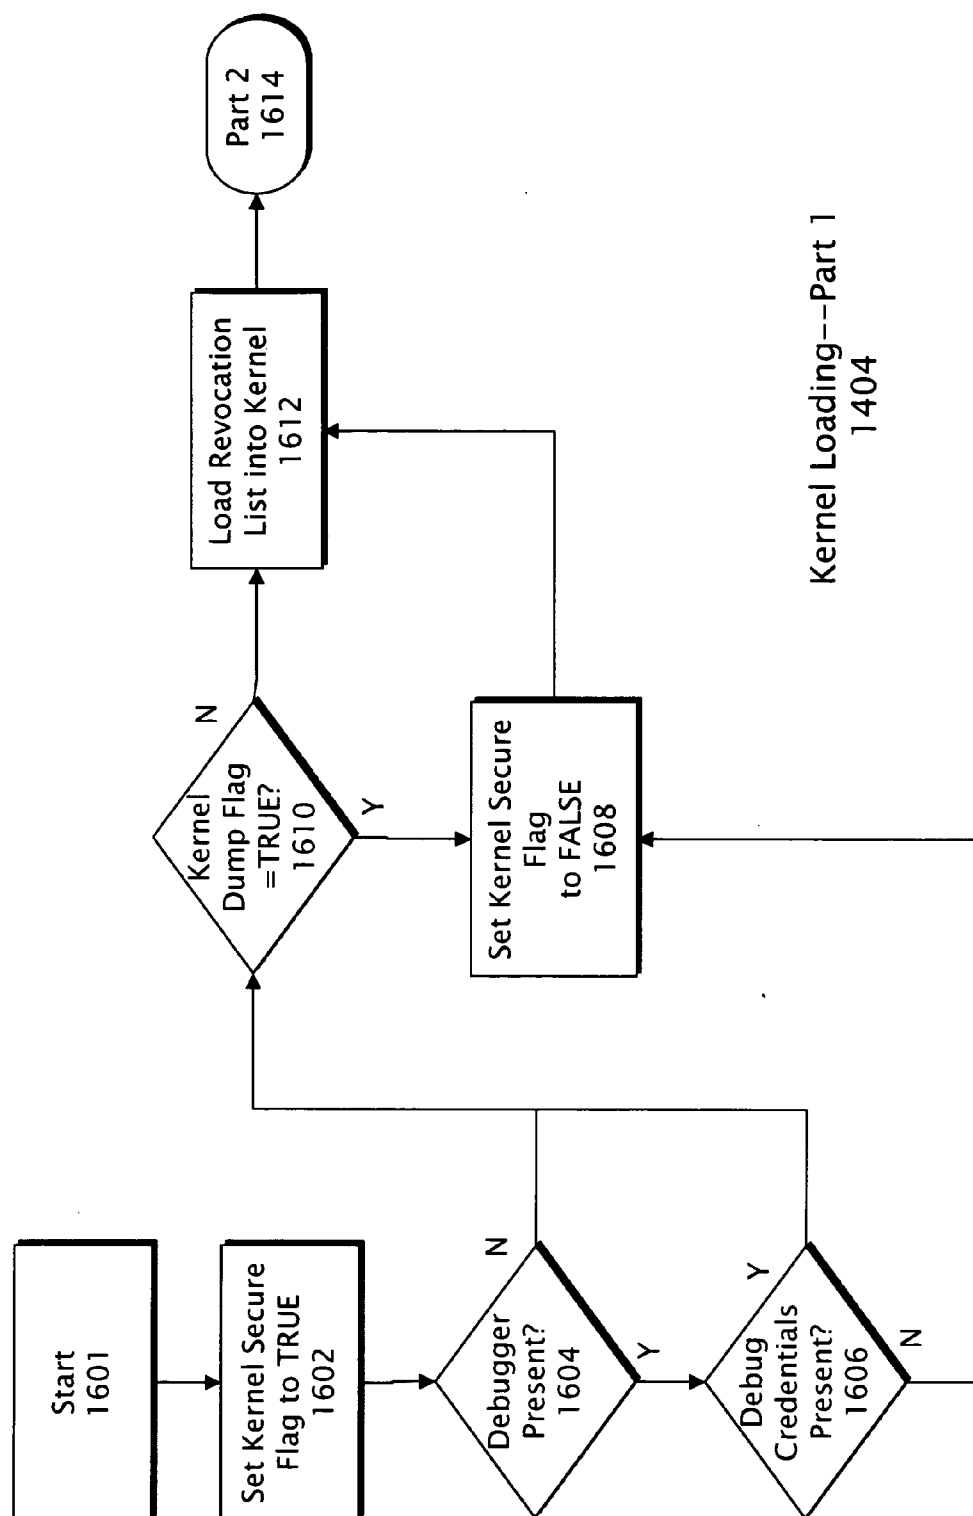 Start
1601
Set Kernel Secure
Flag to TRUE
1602
Debugger
Present?
1604
N
Y
Debug
Credentials
Present?
1606
Y
N
Kernel
Dump Flag
=TRUE?
1610
N
Y
Set Kernel Secure
Flag
to FALSE
1608
Load Revocation
List into Kernel
1612
Part 2
1614
Kernel Loading--Part 1
1404